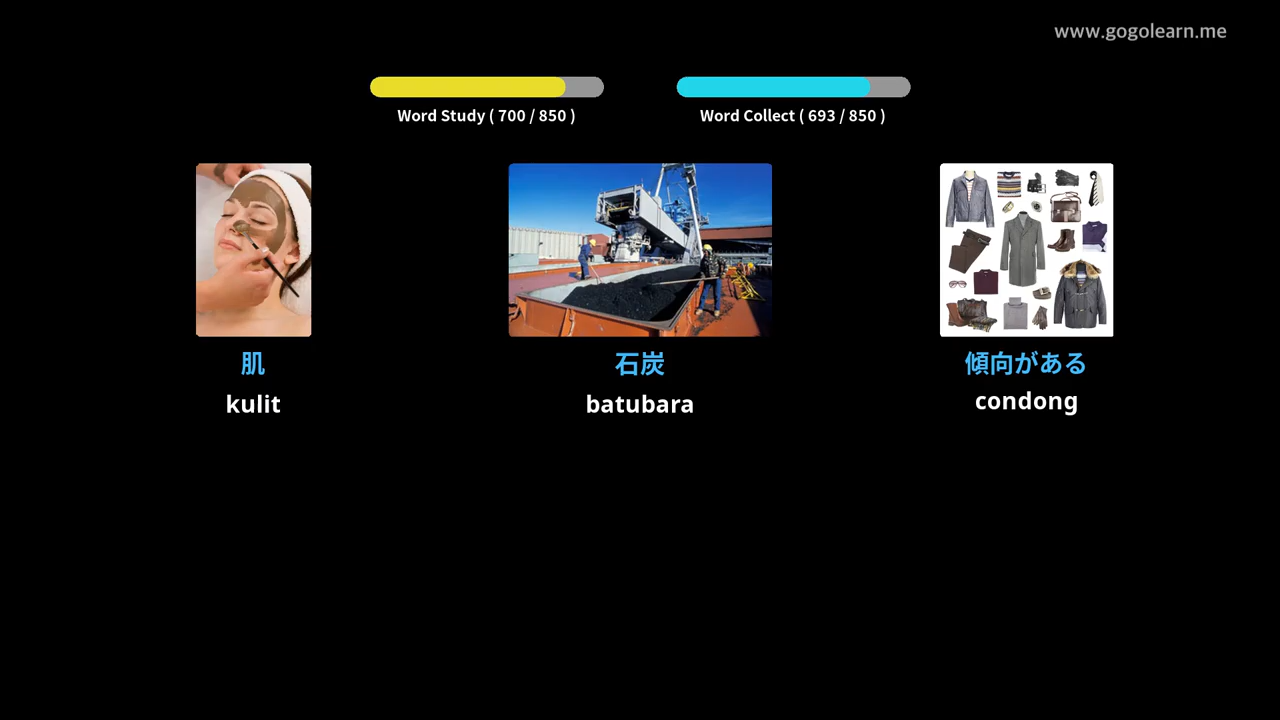 www.gogolearn.me
Word Study ( 700 / 850 )
Word Collect ( 693 / 850 )
肌
kulit
石炭
batubara
傾向がある
condong